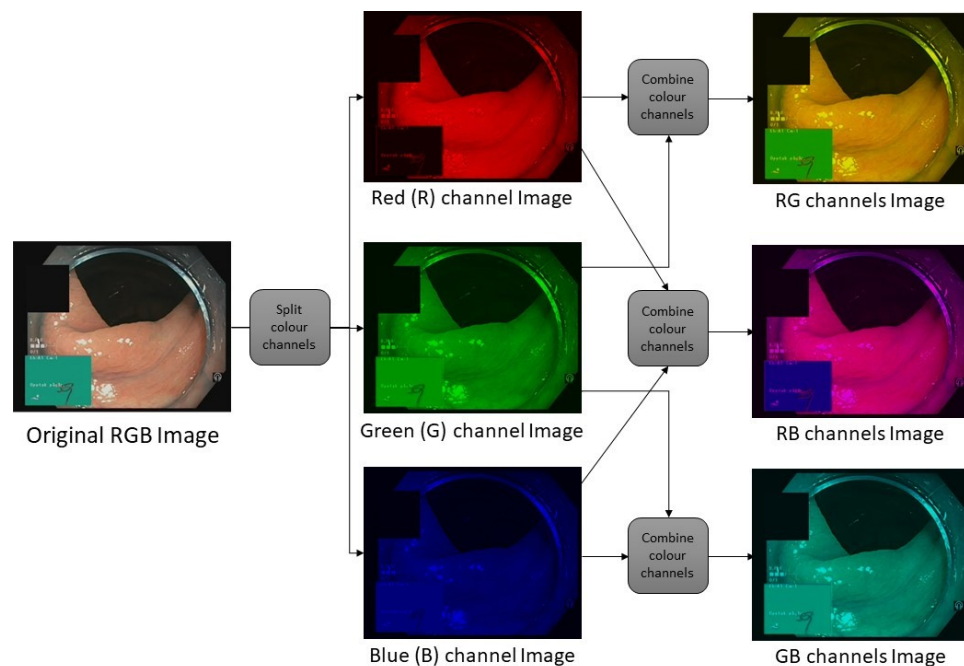 Combine
colour
channels
Red (R) channel Image
RG channels Image
Split
colour
channels
Combine
colour
channels
Original RGB Image
Green (G) channel Image
RB channels Image
Combine
colour
channels
Blue (B) channel Image
GB channels Image